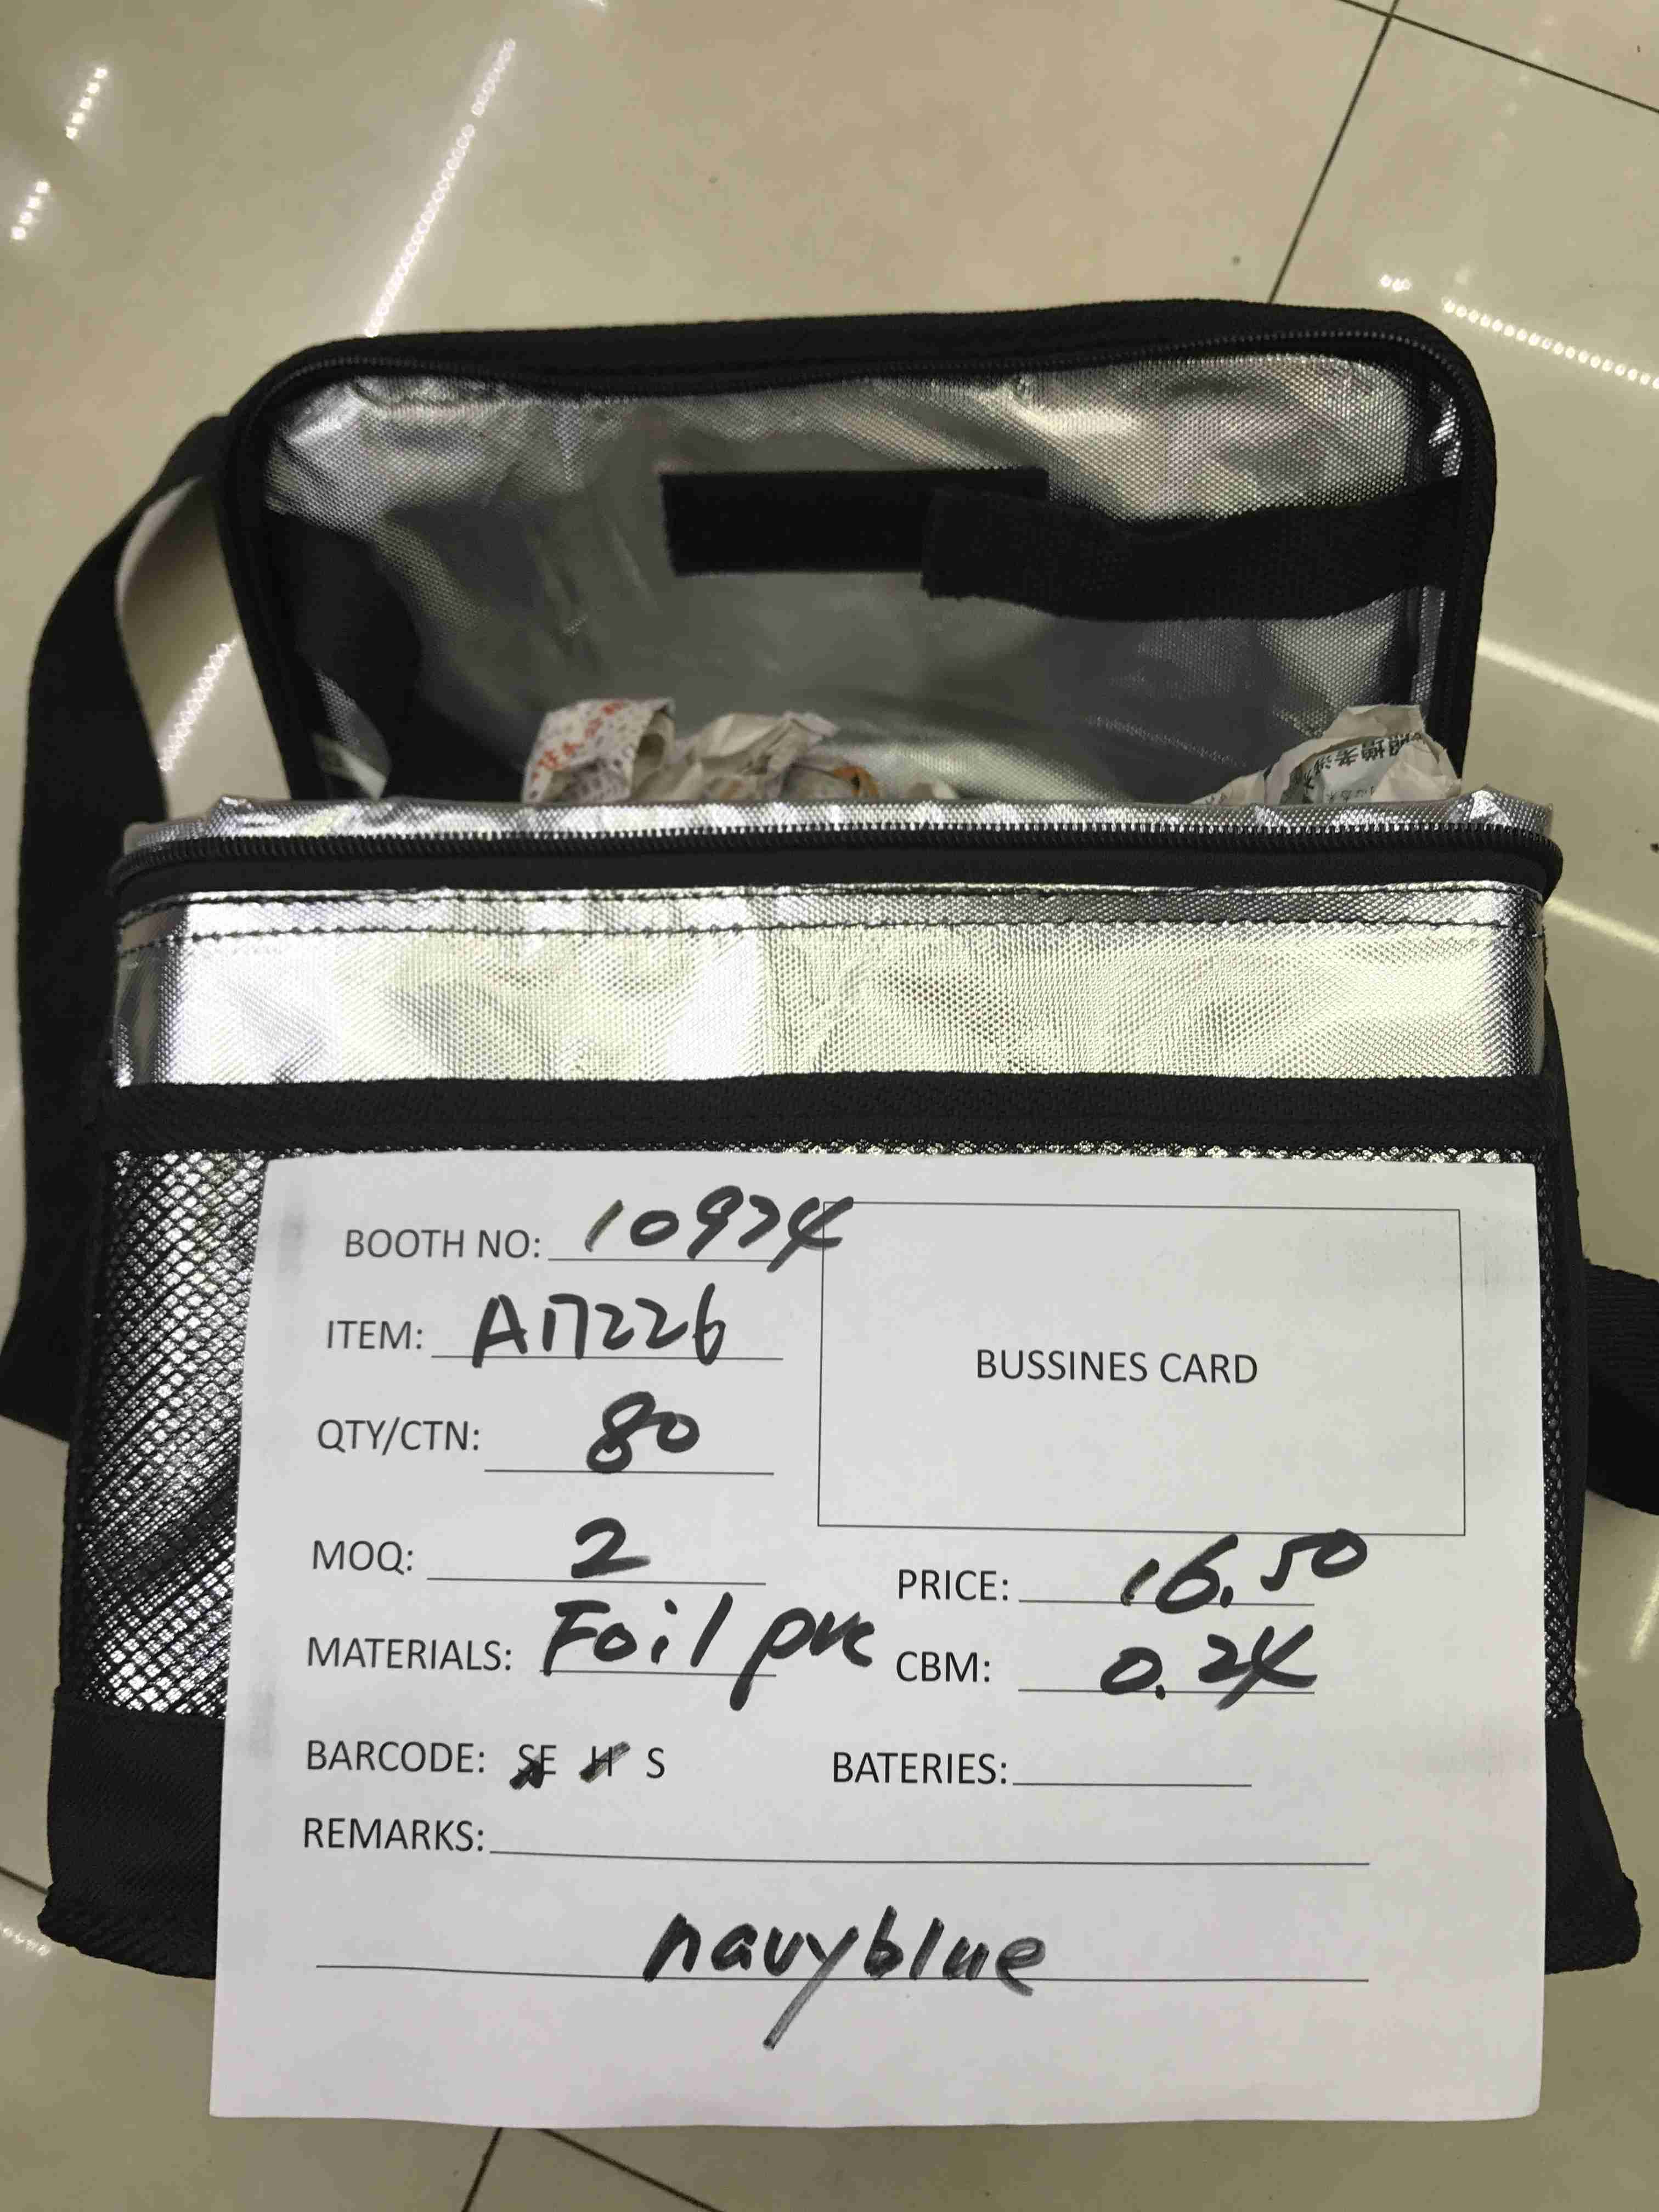 BOOTH NO: 10974
ITEM: A17226
QTY/CTN: 80
BUSSINES CARD
MOQ: 2
PRICE: 16.50
MATERIALS: Foil pvc
CBM: 0.24
BARCODE: SE H S
BATERIES:
REMARKS:
navyblue